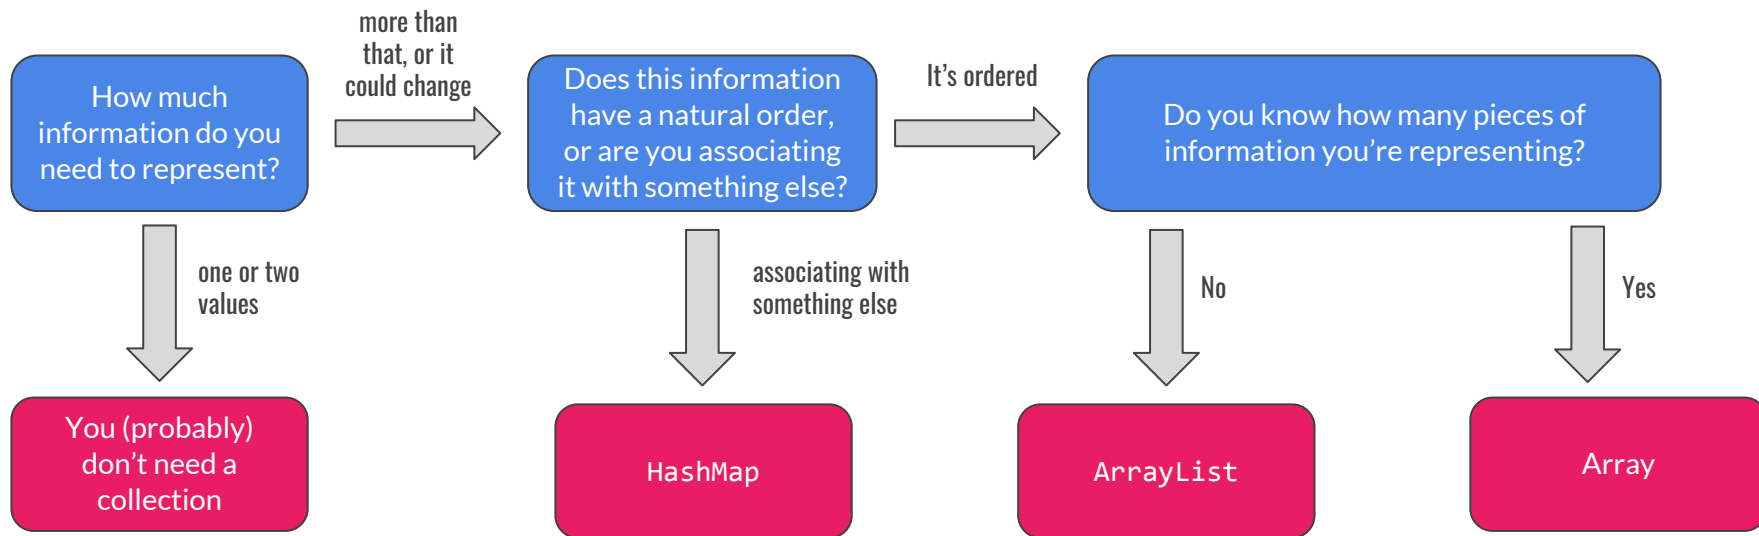 How much
information do you
need to represent?
more than
that, or it
could change
Does this information
have a natural order,
or are you associating
it with something else?
It's ordered
Do you know how many pieces of
information you're representing?
one or two
values
associating with
something else
No
Yes
You (probably)
don't need a
collection
HashMap
ArrayList
Array